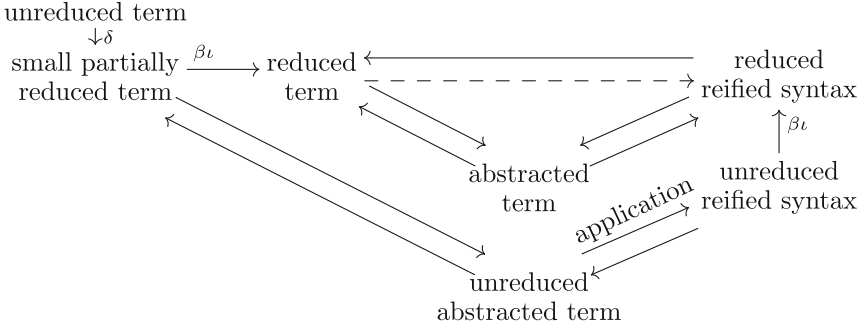 unreduced term
δ
small partially
reduced term
βι
reduced
term
reduced
reified syntax
βι
abstracted
term
unreduced
reified syntax
application
unreduced
abstracted term